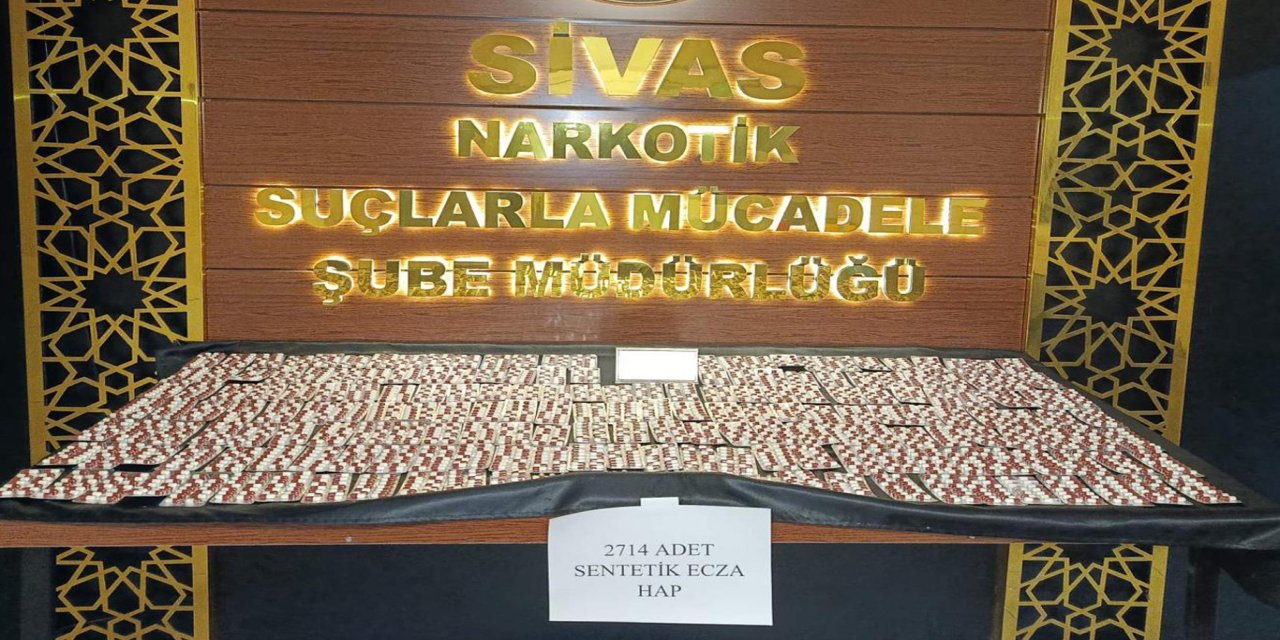 SİVAS
NARKOTİK
SUÇLARLA MÜCADELE
ŞUBE MÜDÜRLÜĞÜ
2714 ADET
SENTETİK ECZA
HAP